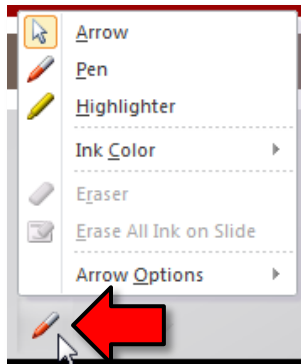 Arrow
Pen
Highlighter
Ink Color
Eraser
Erase All Ink on Slide
Arrow Options